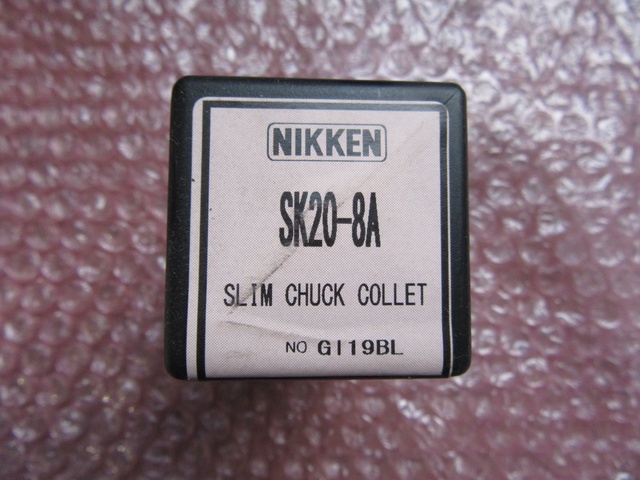 NIKKEN
SK20-8A
SLIM CHUCK COLLET
NO GI19BL